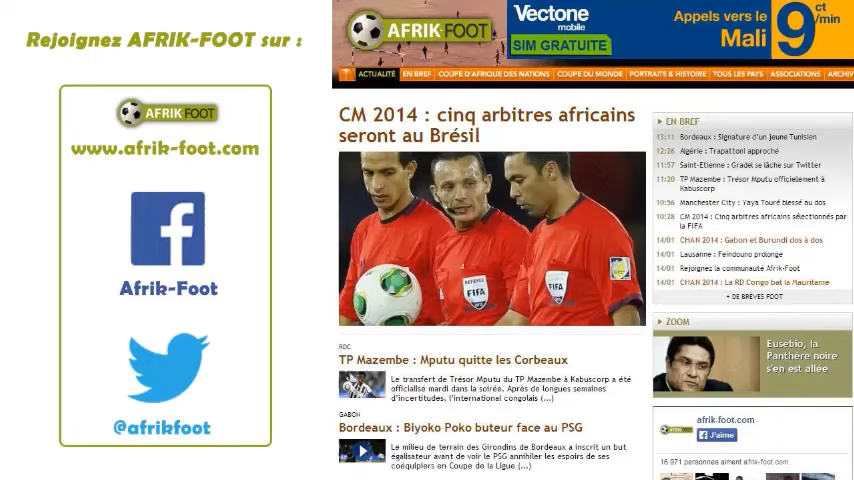 Rejoignez AFRIK-FOOT sur :
AFRIK FOOT
www.afrik-foot.com
Afrik-Foot
@afrikfoot
AFRIK-FOOT
Vectone
mobile
SIM GRATUITE
Appels vers le
Mali
9 ct
/min
ACTUALITÉ
EN BREF
COUPE D'AFRIQUE DES NATIONS
COUPE DU MONDE
PORTRAITS & HISTOIRE
TOUS LES PAYS
ASSOCIATIONS
ARCHIV
CM 2014 : cinq arbitres africains
seront au Brésil
FIFA
FIFA
RDC
TP Mazembe : Mputu quitte les Corbeaux
Le transfert de Trésor Mputu du TP Mazembe à Kabuscorp a été
officialisé mardi dans la soirée. Après de longues semaines
d'incertitudes, l'international congolais (...)
GABON
Bordeaux : Biyoko Poko buteur face au PSG
Le milieu de terrain des Girondins de Bordeaux a inscrit un but
égalisateur avant de voir le PSG annihiler les espoirs de ses
coéquipiers en Coupe de la Ligue (...)
EN BREF
13:11 Bordeaux : Signature d'un jeune Tunisien
12:26 Algérie : Trapattoni approché
11:57 Saint-Etienne : Gradel se lâche sur Twitter
11:20 TP Mazembe : Trésor Mputu officiellement à
Kabuscorp
10:56 Manchester City : Yaya Touré blessé au dos
10:28 CM 2014 : Cinq arbitres africains sélectionnés par
la FIFA
14/01 CHAN 2014 : Gabon et Burundi dos à dos
14/01 Lausanne : Feindouno prolonge
14/01 Rejoignez la communauté Afrik-Foot
14/01 CHAN 2014 : La RD Congo bat la Mauritanie
+ DE BRÈVES FOOT
ZOOM
Eusebio, la
Panthère noire
s'en est allée
afrik-foot.com
J'aime
16 971 personnes aiment afrik-foot.com.